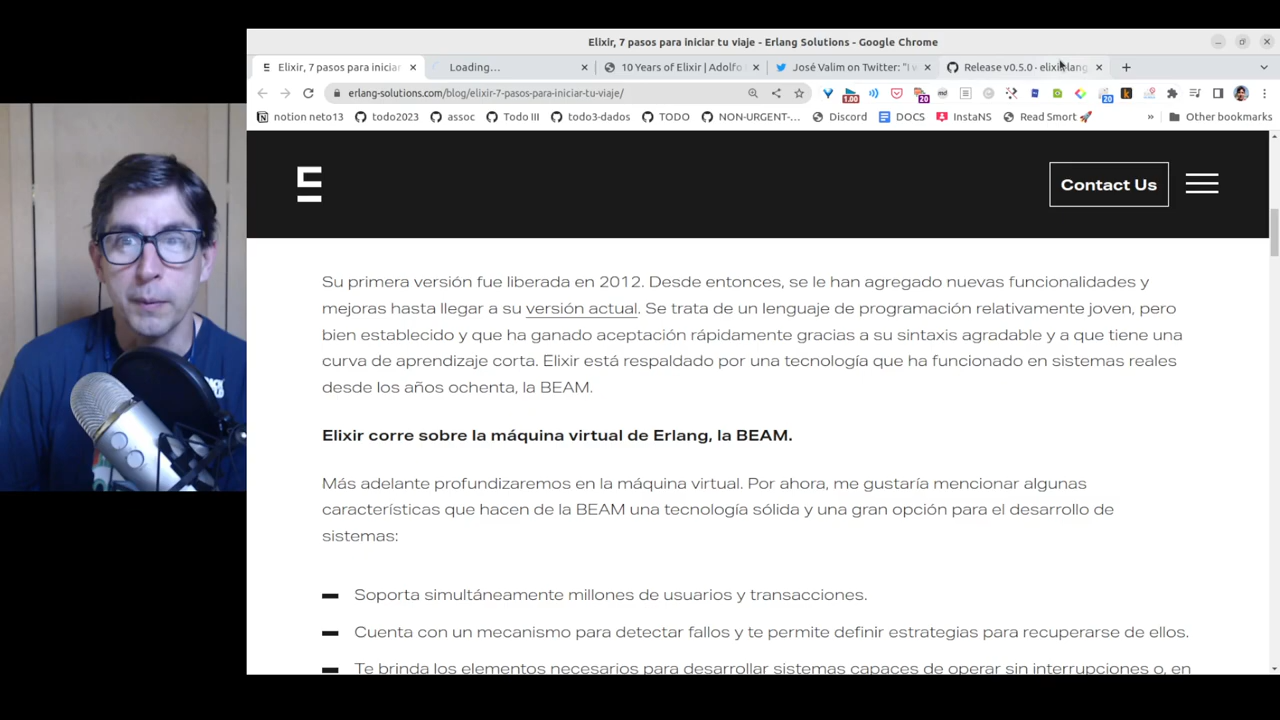 Elixir, 7 pasos para iniciar tu viaje - Erlang Solutions - Google Chrome
Elixir, 7 pasos para inicia
Loading...
10 Years of Elixir | Adolfo
José Valim on Twitter: "I w
Release v0.5.0 · elixir-lang
erlang-solutions.com/blog/elixir-7-pasos-para-iniciar-tu-viaje/
notion neto13
todo2023
assoc
Todo III
todo3-dados
TODO
NON-URGENT-...
Discord
DOCS
InstaNS
Read Smort 🚀
»
Other bookmarks
1.00
20
md
20
k
Contact Us
Su primera versión fue liberada en 2012. Desde entonces, se le han agregado nuevas funcionalidades y
mejoras hasta llegar a su versión actual. Se trata de un lenguaje de programación relativamente joven, pero
bien establecido y que ha ganado aceptación rápidamente gracias a su sintaxis agradable y a que tiene una
curva de aprendizaje corta. Elixir está respaldado por una tecnología que ha funcionado en sistemas reales
desde los años ochenta, la BEAM.
Elixir corre sobre la máquina virtual de Erlang, la BEAM.
Más adelante profundizaremos en la máquina virtual. Por ahora, me gustaría mencionar algunas
características que hacen de la BEAM una tecnología sólida y una gran opción para el desarrollo de
sistemas:
Soporta simultáneamente millones de usuarios y transacciones.
Cuenta con un mecanismo para detectar fallos y te permite definir estrategias para recuperarse de ellos.
Te brinda los elementos necesarios para desarrollar sistemas capaces de operar sin interrupciones o, en